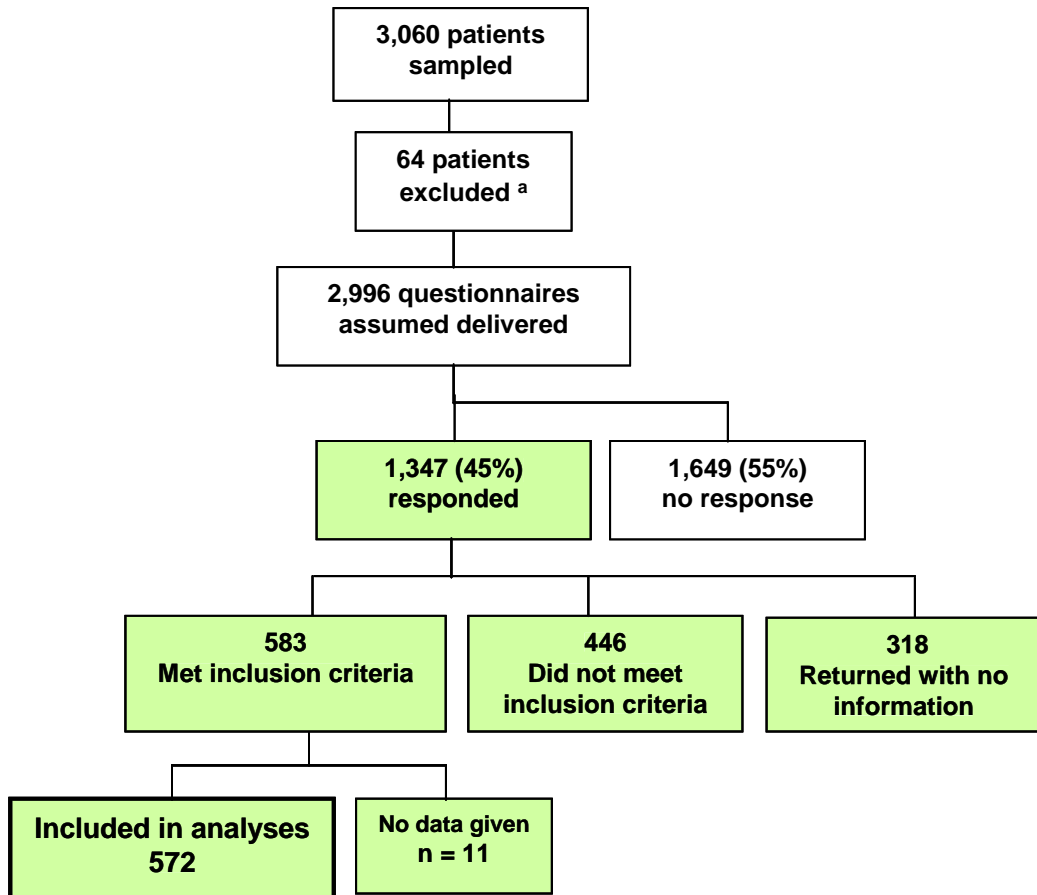 3,060 patients
sampled
64 patients
excluded a
2,996 questionnaires
assumed delivered
1,347 (45%)
responded
1,649 (55%)
no response
583
Met inclusion criteria
446
Did not meet
inclusion criteria
318
Returned with no
information
Included in analyses
572
No data given
n = 11